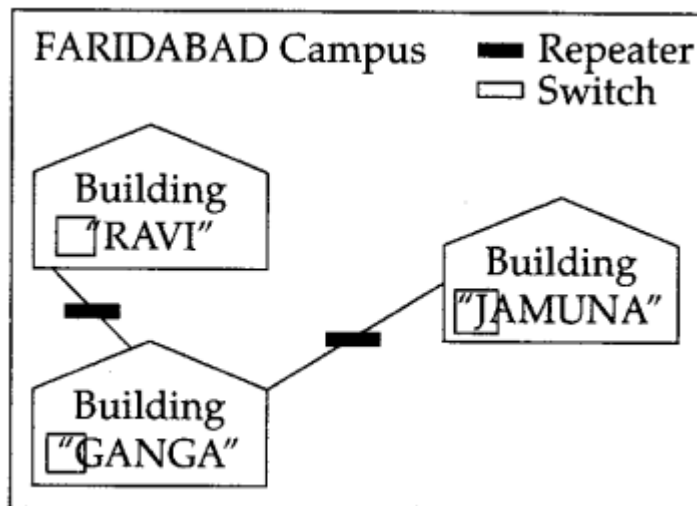 FARIDABAD Campus
Repeater
Switch
Building
"RAVI"
Building
"JAMUNA"
Building
"GANGA"